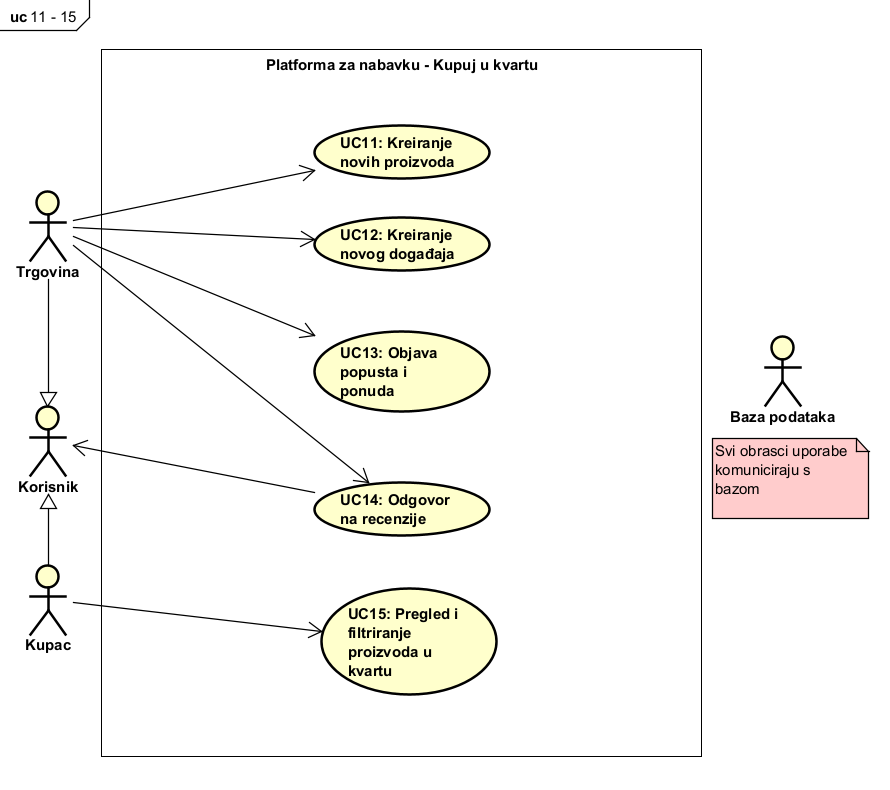 uc 11 - 15
Platforma za nabavku - Kupuj u kvartu
UC11: Kreiranje
novih proizvoda
Trgovina
UC12: Kreiranje
novog događaja
UC13: Objava
popusta i
ponuda
Baza podataka
Svi obrasci uporabe
komuniciraju s
bazom
Korisnik
UC14: Odgovor
na recenzije
Kupac
UC15: Pregled i
filtriranje
proizvoda u
kvartu